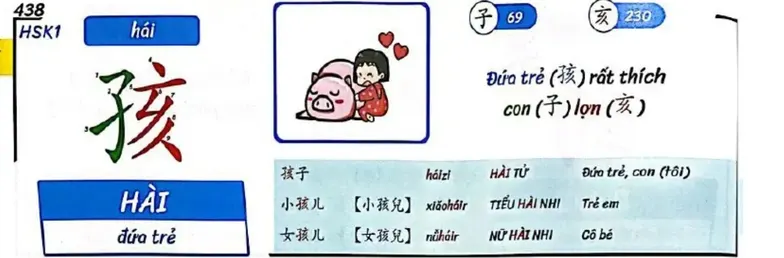 438
HSK1
hái
孩
HÀI
đứa trẻ
子 69
亥 230
Đứa trẻ (孩) rất thích
con (子) lợn (亥)
孩子 háizi HÀI TỬ Đứa trẻ, con (tôi)
小孩儿 【小孩兒】 xiǎoháir TIỂU HÀI NHI Trẻ em
女孩儿 【女孩兒】 nǚháir NỮ HÀI NHI Cô bé